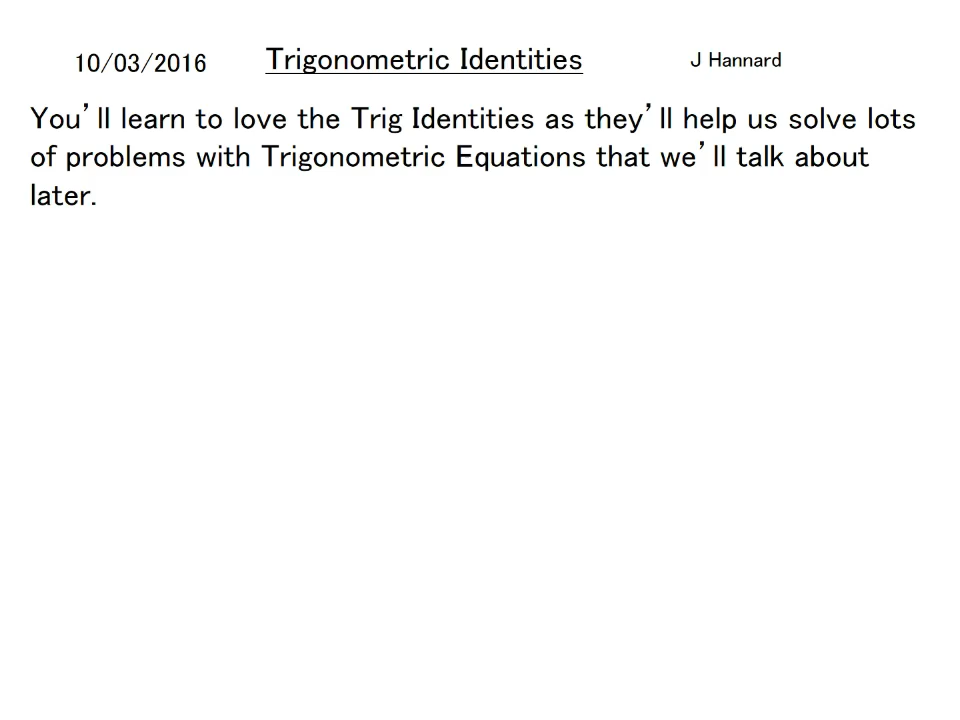 10/03/2016 Trigonometric Identities J Hannard
You’ll learn to love the Trig Identities as they’ll help us solve lots
of problems with Trigonometric Equations that we’ll talk about
later.